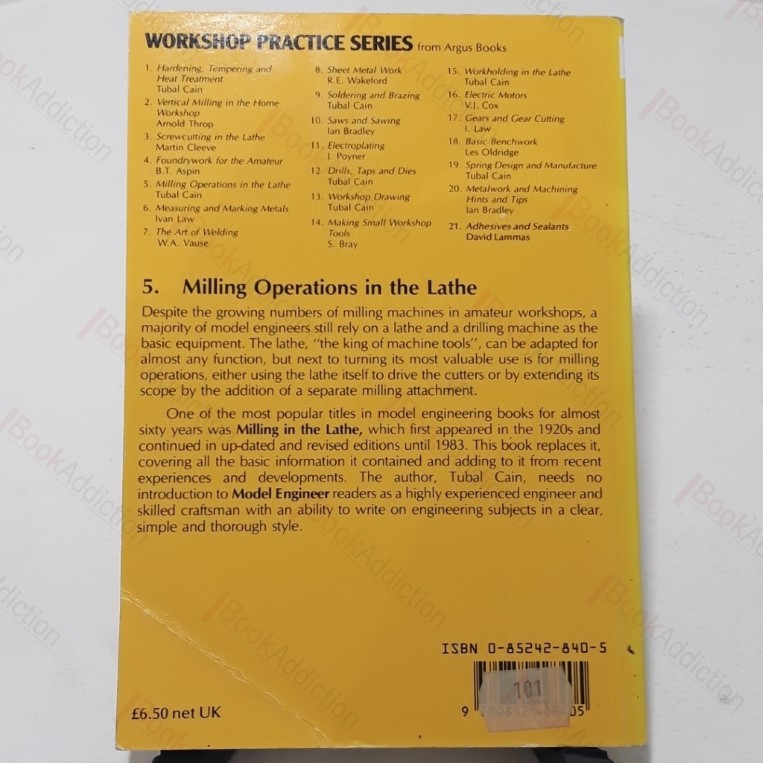 WORKSHOP PRACTICE SERIES from Argus Books
1. Hardening, Tempering and
Heat Treatment
Tubal Cain
2. Vertical Milling in the Home
Workshop
Arnold Throp
3. Screwcutting in the Lathe
Martin Cleeve
4. Foundrywork for the Amateur
B.T. Aspin
5. Milling Operations in the Lathe
Tubal Cain
6. Measuring and Marking Metals
Ivan Law
7. The Art of Welding
W.A. Vause
8. Sheet Metal Work
R.E. Wakeford
9. Soldering and Brazing
Tubal Cain
10. Saws and Sawing
Ian Bradley
11. Electroplating
J. Poyner
12. Drills, Taps and Dies
Tubal Cain
13. Workshop Drawing
Tubal Cain
14. Making Small Workshop
Tools
S. Bray
15. Workholding in the Lathe
Tubal Cain
16. Electric Motors
V.J. Cox
17. Gears and Gear Cutting
I. Law
18. Basic Benchwork
Les Oldridge
19. Spring Design and Manufacture
Tubal Cain
20. Metalwork and Machining
Hints and Tips
Ian Bradley
21. Adhesives and Sealants
David Lammas
5. Milling Operations in the Lathe
Despite the growing numbers of milling machines in amateur workshops, a
majority of model engineers still rely on a lathe and a drilling machine as the
basic equipment. The lathe, "the king of machine tools", can be adapted for
almost any function, but next to turning its most valuable use is for milling
operations, either using the lathe itself to drive the cutters or by extending its
scope by the addition of a separate milling attachment.
One of the most popular titles in model engineering books for almost
sixty years was Milling in the Lathe, which first appeared in the 1920s and
continued in up-dated and revised editions until 1983. This book replaces it,
covering all the basic information it contained and adding to it from recent
experiences and developments. The author, Tubal Cain, needs no
introduction to Model Engineer readers as a highly experienced engineer and
skilled craftsman with an ability to write on engineering subjects in a clear,
simple and thorough style.
ISBN 0-85242-840-5
101
£6.50 net UK
BookAddiction